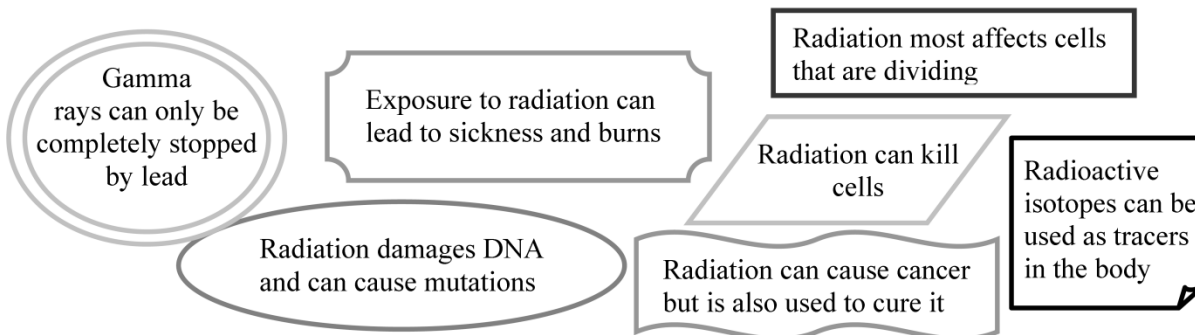 Gamma
rays can only be
completely stopped
by lead
Exposure to radiation can
lead to sickness and burns
Radiation most affects cells
that are dividing
Radiation can kill
cells
Radioactive
isotopes can be
used as tracers
in the body
Radiation damages DNA
and can cause mutations
Radiation can cause cancer
but is also used to cure it